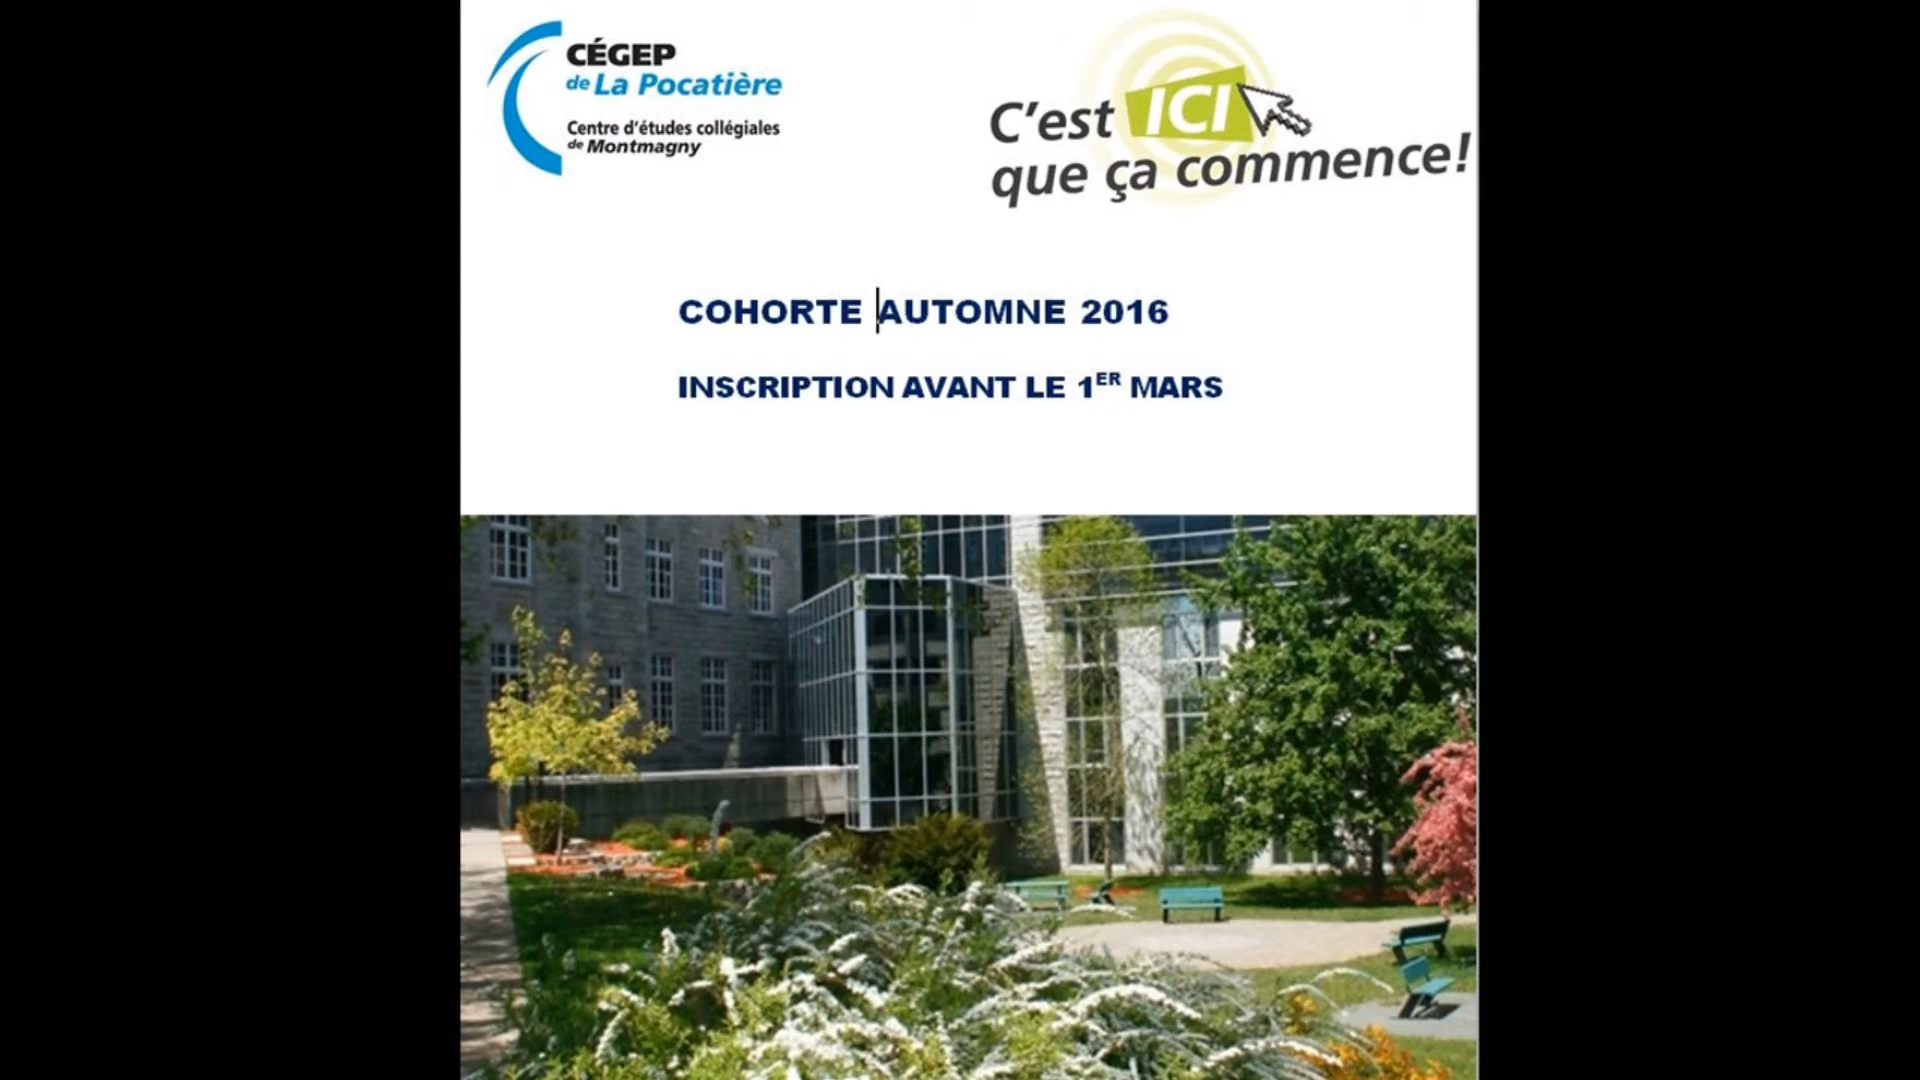 CÉGEP
de La Pocatière
Centre d'études collégiales
de Montmagny
C'est ICI
que ça commence!
COHORTE AUTOMNE 2016
INSCRIPTION AVANT LE 1ER MARS